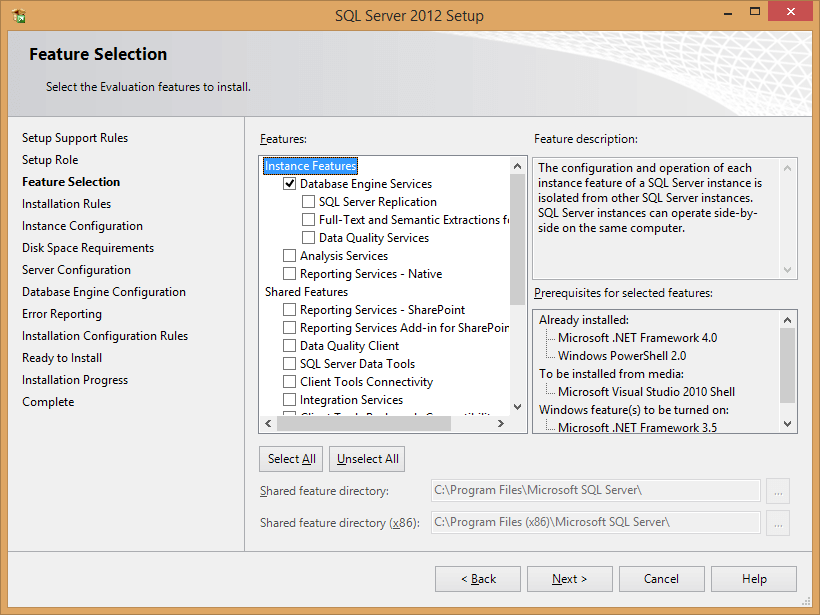 SQL Server 2012 Setup
Feature Selection
Select the Evaluation features to install.
Setup Support Rules
Setup Role
Feature Selection
Installation Rules
Instance Configuration
Disk Space Requirements
Server Configuration
Database Engine Configuration
Error Reporting
Installation Configuration Rules
Ready to Install
Installation Progress
Complete
Features:
Instance Features
Database Engine Services
SQL Server Replication
Full-Text and Semantic Extractions fo
Data Quality Services
Analysis Services
Reporting Services - Native
Shared Features
Reporting Services - SharePoint
Reporting Services Add-in for SharePoin
Data Quality Client
SQL Server Data Tools
Client Tools Connectivity
Integration Services
Client Tools Backwards Compatibility
Select All
Unselect All
Feature description:
The configuration and operation of each
instance feature of a SQL Server instance is
isolated from other SQL Server instances.
SQL Server instances can operate side-by-
side on the same computer.
Prerequisites for selected features:
Already installed:
Microsoft .NET Framework 4.0
Windows PowerShell 2.0
To be installed from media:
Microsoft Visual Studio 2010 Shell
Windows feature(s) to be turned on:
Microsoft .NET Framework 3.5
Shared feature directory:
C:\Program Files\Microsoft SQL Server\
...
Shared feature directory (x86):
C:\Program Files (x86)\Microsoft SQL Server\
...
< Back
Next >
Cancel
Help